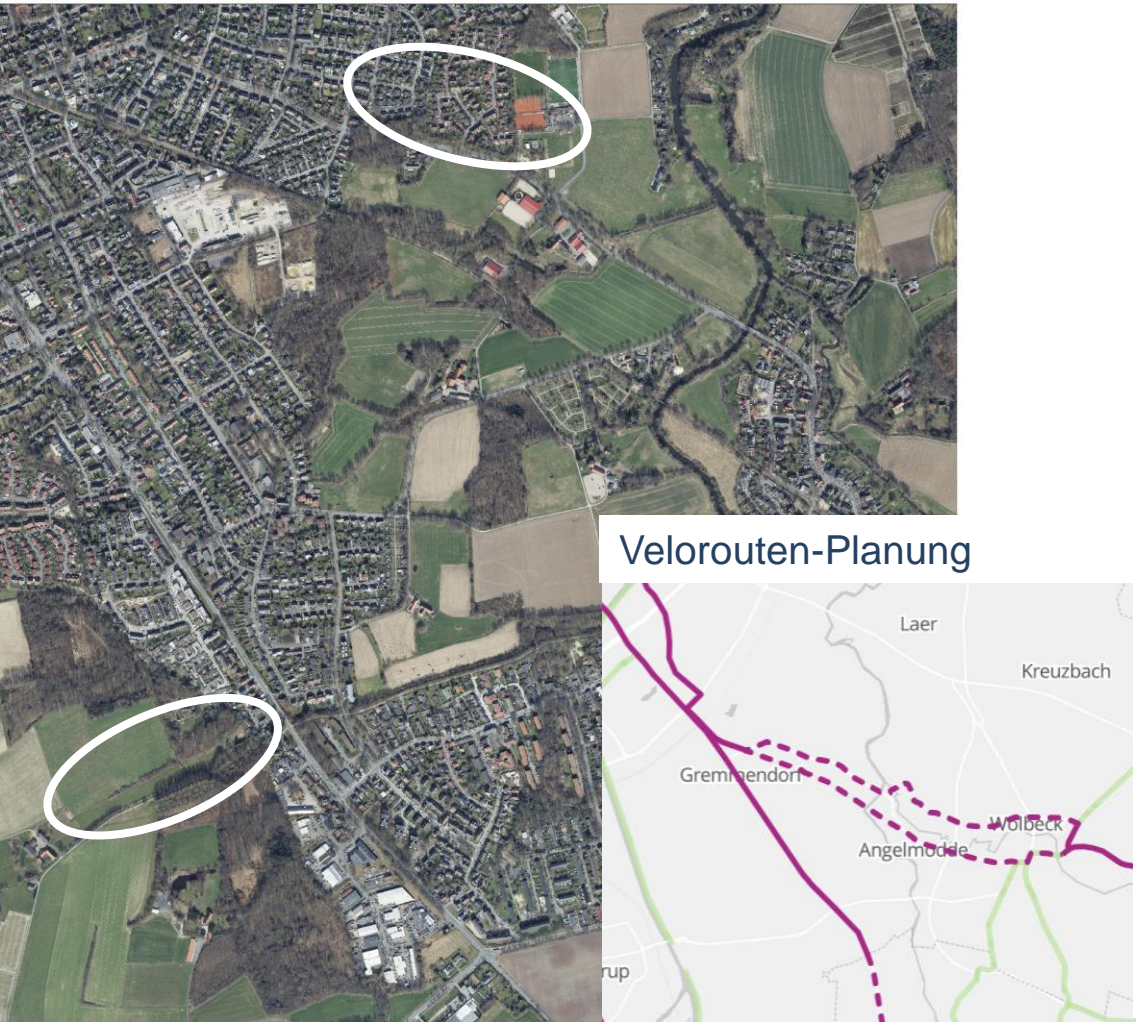 Velorouten-Planung
Laer
Kreuzbach
Gremmendorf
Wolbeck
Angelmodde
rup